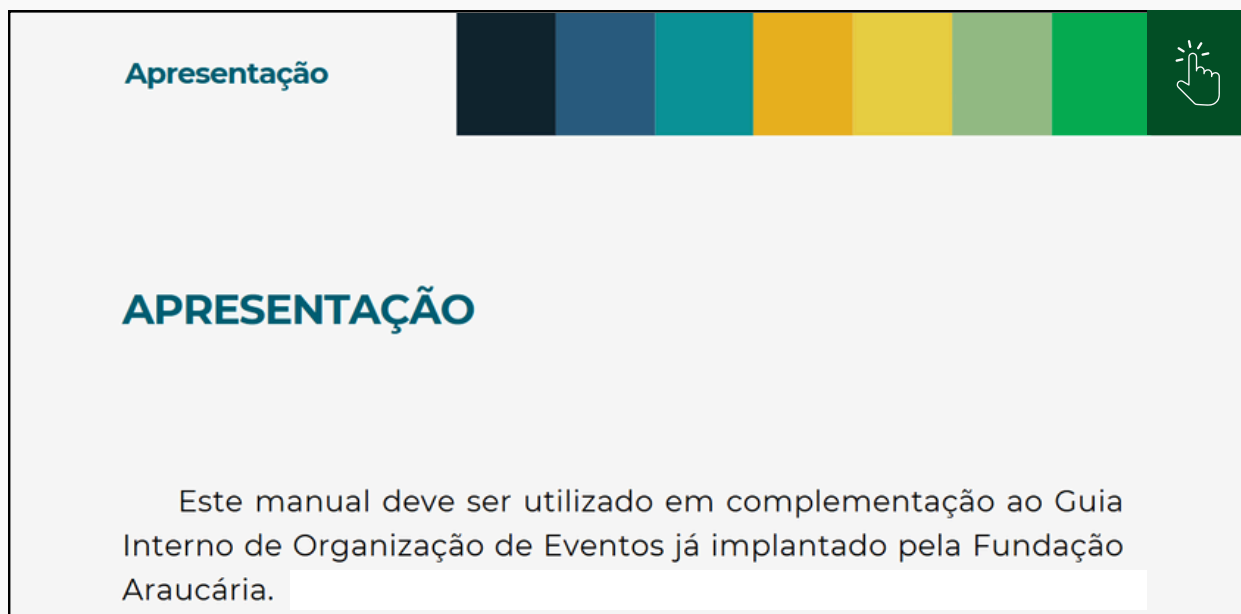 Apresentação
APRESENTAÇÃO
Este manual deve ser utilizado em complementação ao Guia
Interno de Organização de Eventos já implantado pela Fundação
Araucária.